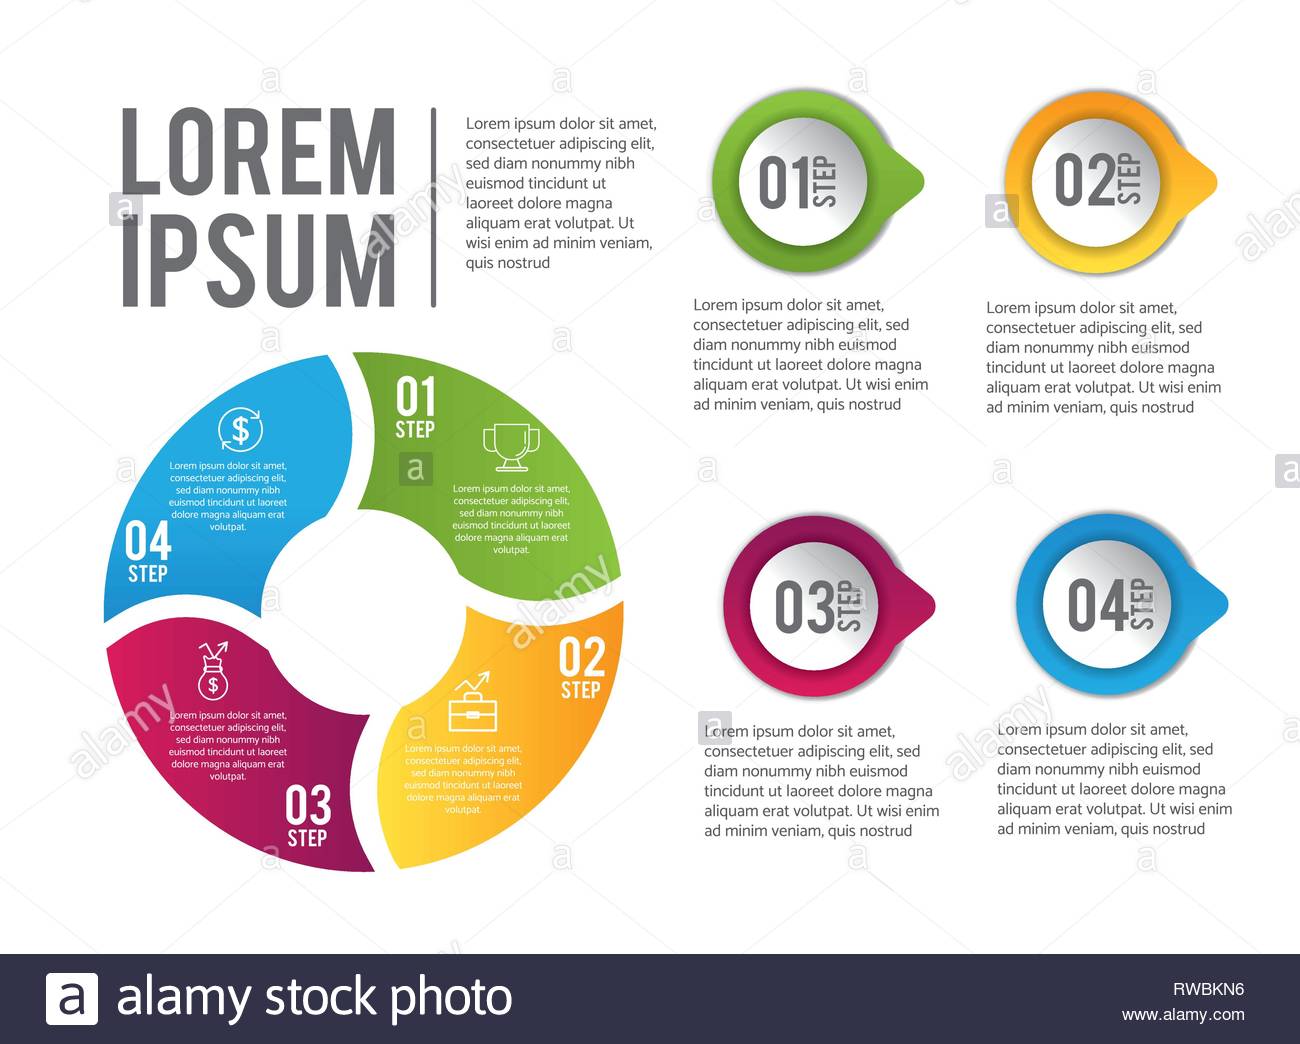 LOREM
IPSUM
Lorem ipsum dolor sit amet,
consectetuer adipiscing elit,
sed diam nonummy nibh
euismod tincidunt ut
laoreet dolore magna
aliquam erat volutpat. Ut
wisi enim ad minim veniam,
quis nostrud
01
STEP
Lorem ipsum dolor sit amet,
consectetuer adipiscing elit, sed
diam nonummy nibh euismod
tincidunt ut laoreet dolore magna
aliquam erat volutpat. Ut wisi enim
ad minim veniam, quis nostrud
02
STEP
Lorem ipsum dolor sit amet,
consectetuer adipiscing elit, sed
diam nonummy nibh euismod
tincidunt ut laoreet dolore magna
aliquam erat volutpat. Ut wisi enim
ad minim veniam, quis nostrud
04
STEP
Lorem ipsum dolor sit
amet, consectetuer
adipiscing elit, sed
diam nonummy nibh
euismod tincidunt ut
laoreet dolore magna
aliquam erat
volutpat.
01
STEP
Lorem ipsum dolor sit
amet, consectetuer
adipiscing elit, sed
diam nonummy nibh
euismod tincidunt ut
laoreet dolore magna
aliquam erat
volutpat.
03
STEP
Lorem ipsum dolor sit
amet, consectetuer
adipiscing elit, sed
diam nonummy nibh
euismod tincidunt ut
laoreet dolore magna
aliquam erat
volutpat.
02
STEP
Lorem ipsum dolor sit
amet, consectetuer
adipiscing elit, sed
diam nonummy nibh
euismod tincidunt ut
laoreet dolore magna
aliquam erat
volutpat.
03
STEP
Lorem ipsum dolor sit amet,
consectetuer adipiscing elit, sed
diam nonummy nibh euismod
tincidunt ut laoreet dolore magna
aliquam erat volutpat. Ut wisi enim
ad minim veniam, quis nostrud
04
STEP
Lorem ipsum dolor sit amet,
consectetuer adipiscing elit, sed
diam nonummy nibh euismod
tincidunt ut laoreet dolore magna
aliquam erat volutpat. Ut wisi enim
ad minim veniam, quis nostrud
a alamy stock photo
RWBKN6
www.alamy.com